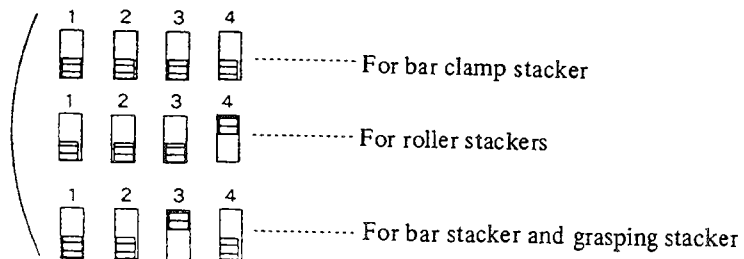 1 2 3 4
For bar clamp stacker
1 2 3 4
For roller stackers
1 2 3 4
For bar stacker and grasping stacker